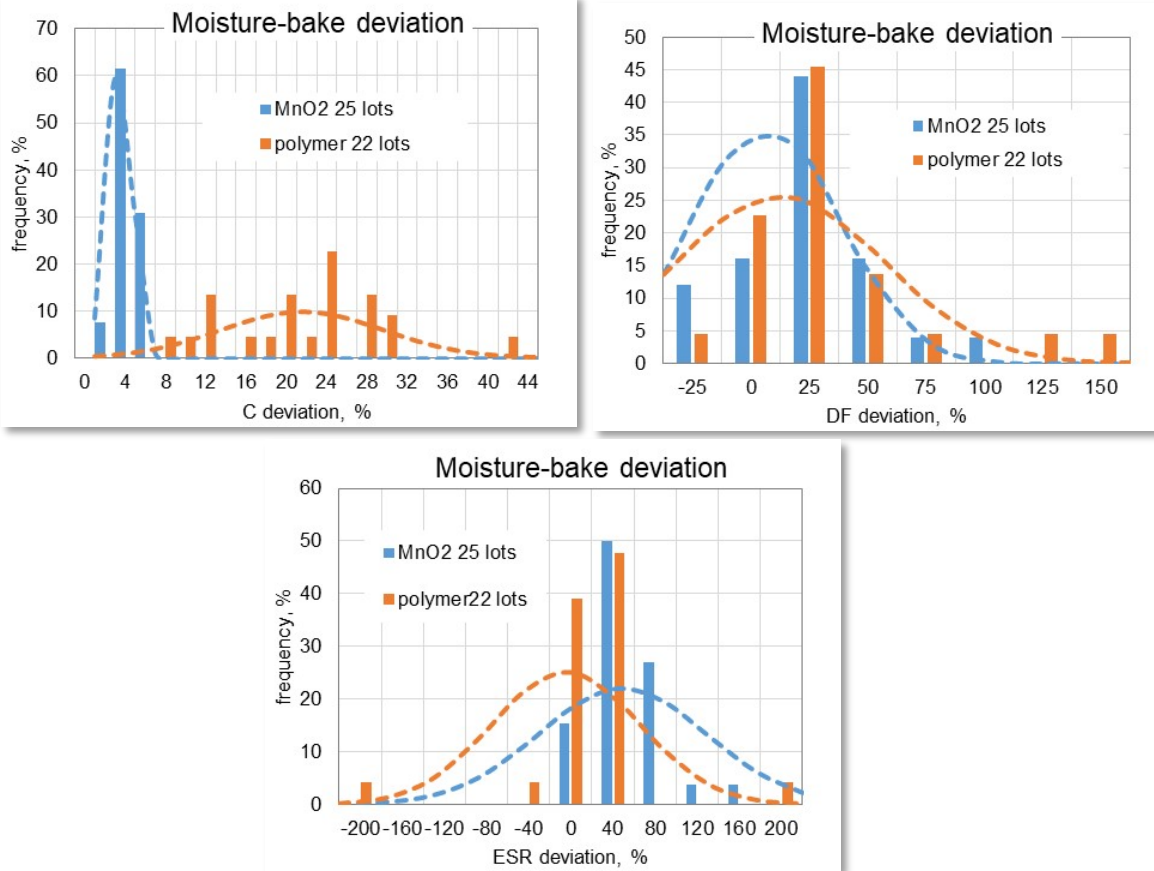 Moisture-bake deviation
70
60
50
40
30
20
10
0
frequency, %
MnO2 25 lots
polymer 22 lots
0 4 8 12 16 20 24 28 32 36 40 44
C deviation, %
Moisture-bake deviation
50
45
40
35
30
25
20
15
10
5
0
frequency, %
MnO2 25 lots
polymer 22 lots
-25 0 25 50 75 100 125 150
DF deviation, %
Moisture-bake deviation
60
50
40
30
20
10
0
frequency, %
MnO2 25 lots
polymer22 lots
-200 -160 -120 -80 -40 0 40 80 120 160 200
ESR deviation, %